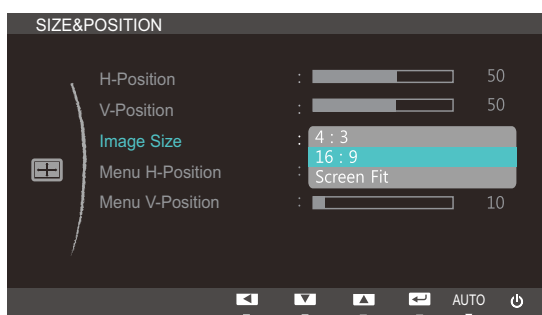 SIZE&POSITION
H-Position : 50
V-Position : 50
Image Size : 4 : 3
16 : 9
Screen Fit
Menu H-Position :
Menu V-Position : 10
AUTO